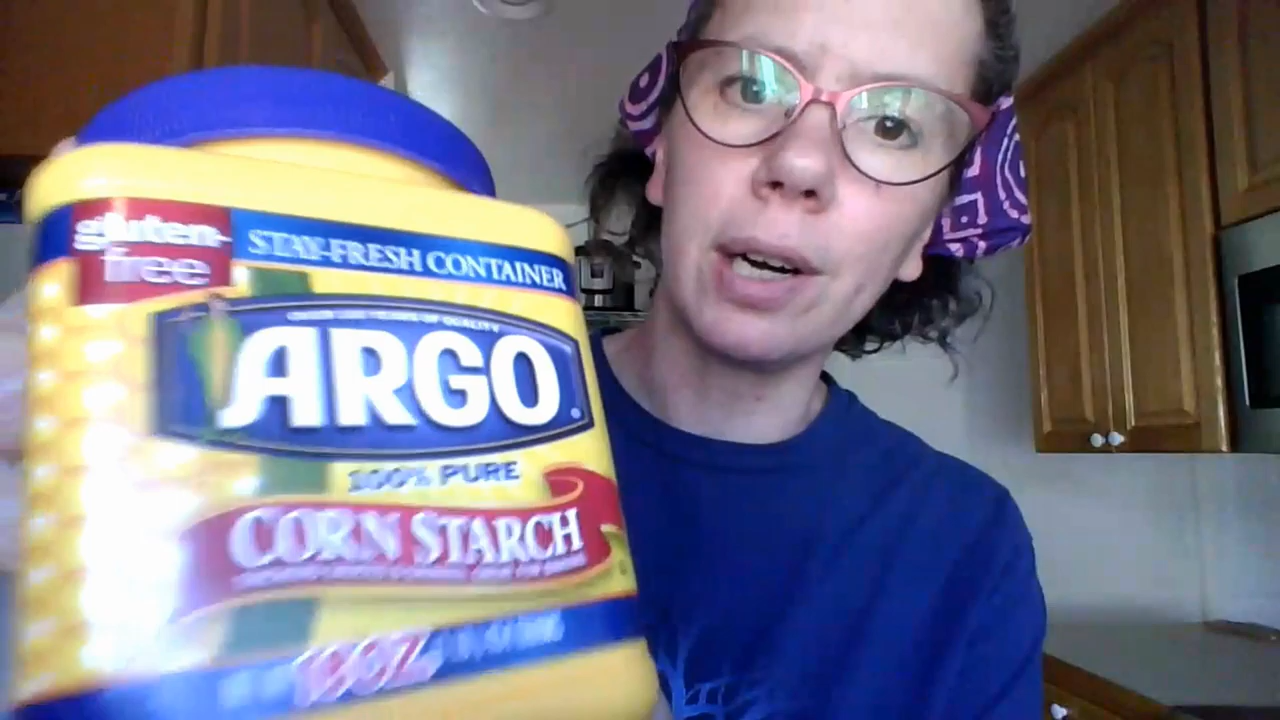 gluten-
free
STAY-FRESH CONTAINER
ARGO
100% PURE
CORN STARCH